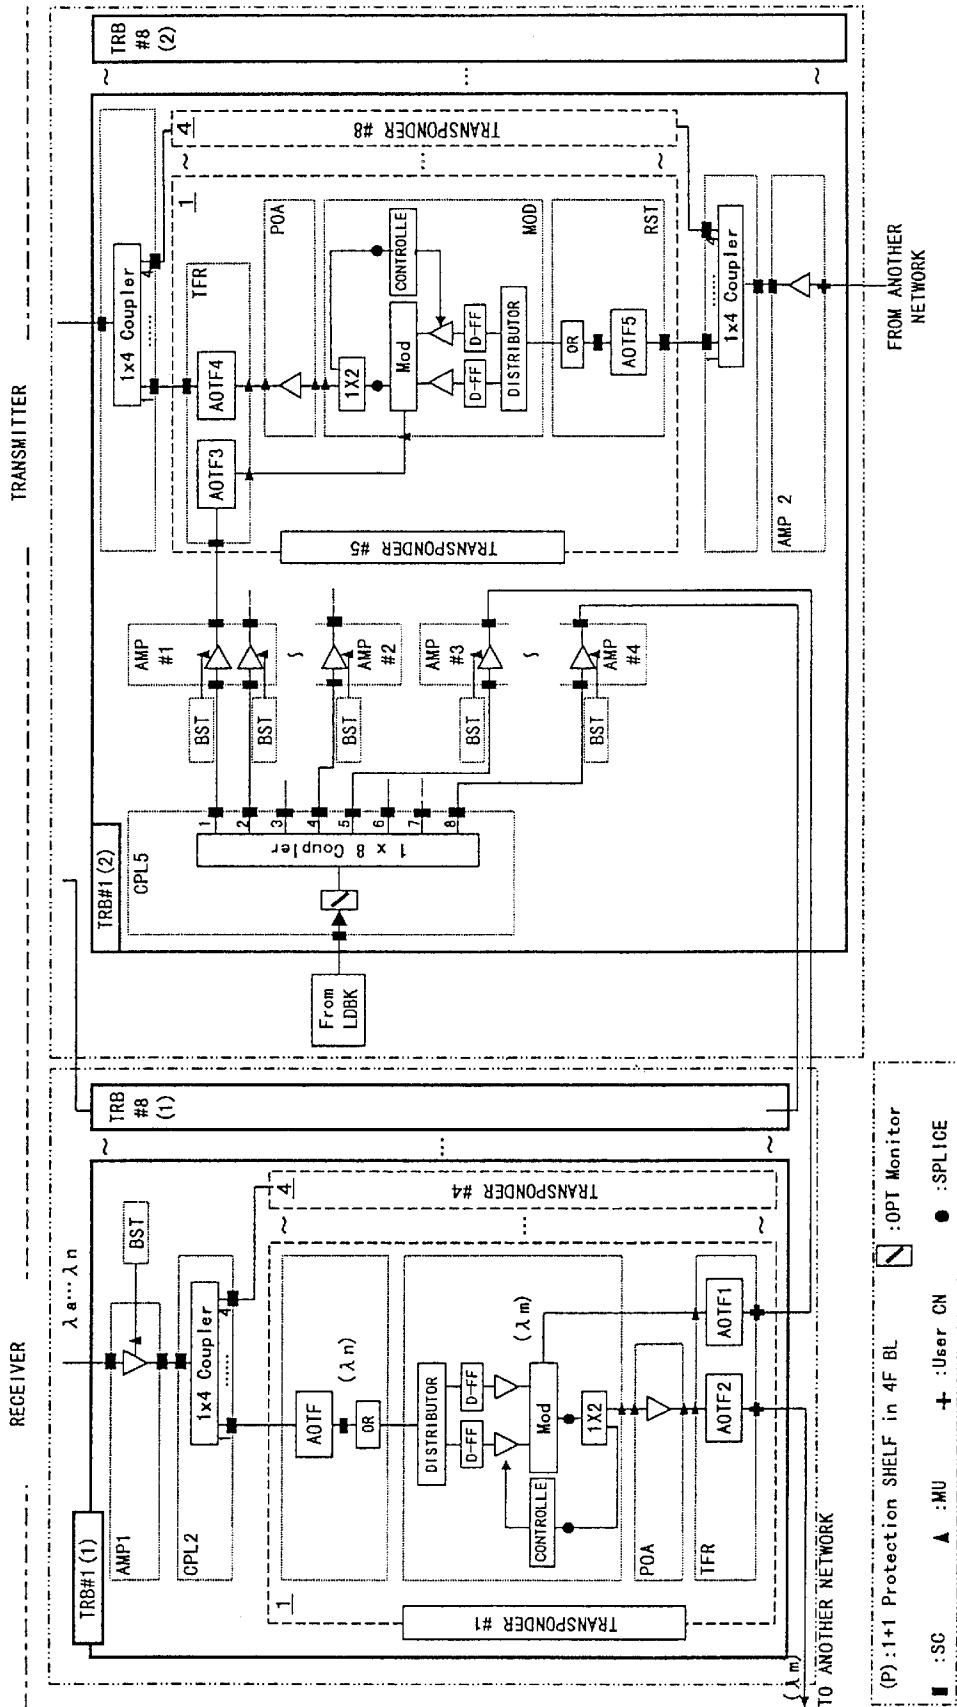 RECEIVER
TRANSMITTER
TRB#1(1)
λa⋯λn
AMP1
BST
CPL2
1x4 Coupler
1
4
.......
1
TRANSPONDER #1
AOTF
(λn)
OR
DISTRIBUTOR
D-FF
D-FF
Mod
(λm)
CONTROLLE
1X2
POA
TFR
AOTF2
AOTF1
4
TRANSPONDER #4
~
...
~
(λm)
TO ANOTHER NETWORK
~
...
~
TRB
#8
(1)
TRB#1(2)
From
LDBK
CPL5
1 x 8 Coupler
1
2
3
4
5
6
7
8
BST
BST
BST
BST
BST
AMP
#1
~
AMP
#2
AMP
#3
~
AMP
#4
1x4 Coupler
1
4
.......
TRANSPONDER #5
1
TFR
AOTF3
AOTF4
POA
MOD
1X2
CONTROLLE
Mod
D-FF
D-FF
DISTRIBUTOR
RST
OR
AOTF5
4
TRANSPONDER #8
~
...
~
1x4 Coupler
1
4
.......
AMP 2
FROM ANOTHER
NETWORK
~
...
~
TRB
#8
(2)
(P):1+1 Protection SHELF in 4F BL
:OPT Monitor
:SC
:MU
:User CN
:SPLICE